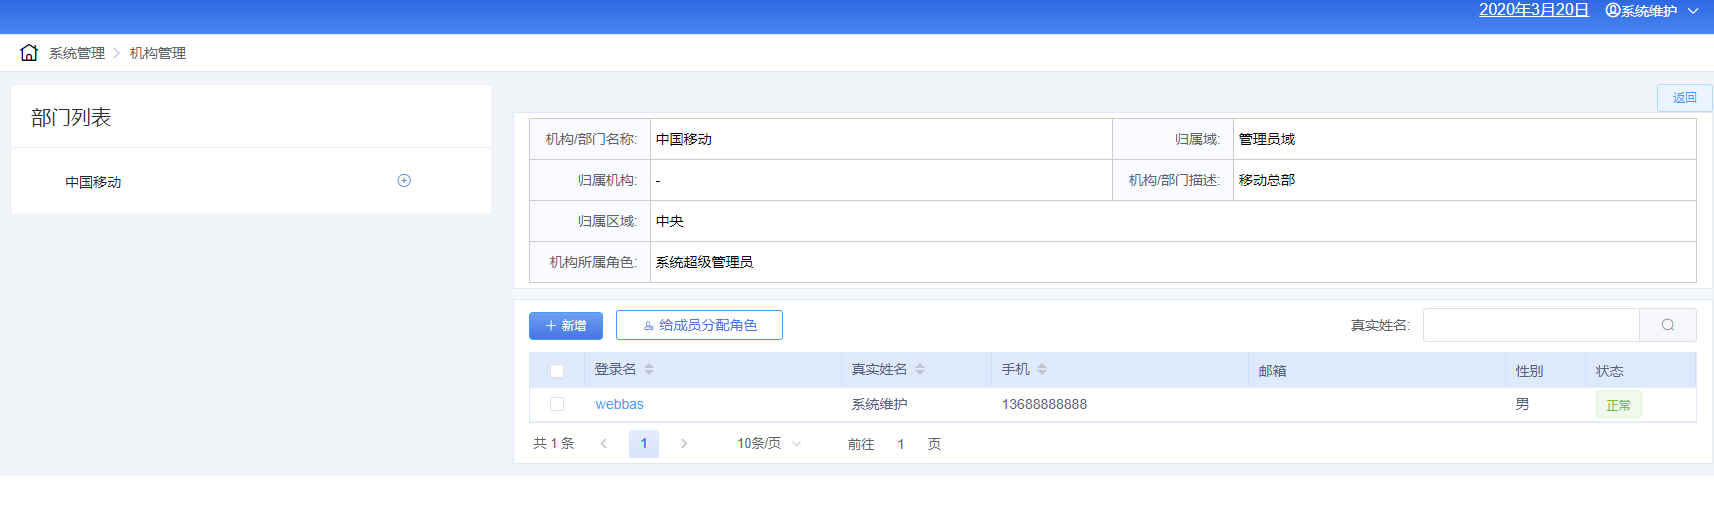 2020年3月20日 系统维护
系统管理 机构管理
部门列表
中国移动
返回
机构/部门名称: 中国移动 归属域: 管理员域
归属机构: - 机构/部门描述: 移动总部
归属区域: 中央
机构所属角色: 系统超级管理员
+ 新增 给成员分配角色 真实姓名:
登录名 真实姓名 手机 邮箱 性别 状态
webbas 系统维护 13688888888 男 正常
共 1 条 < 1 > 10条/页 前往 1 页